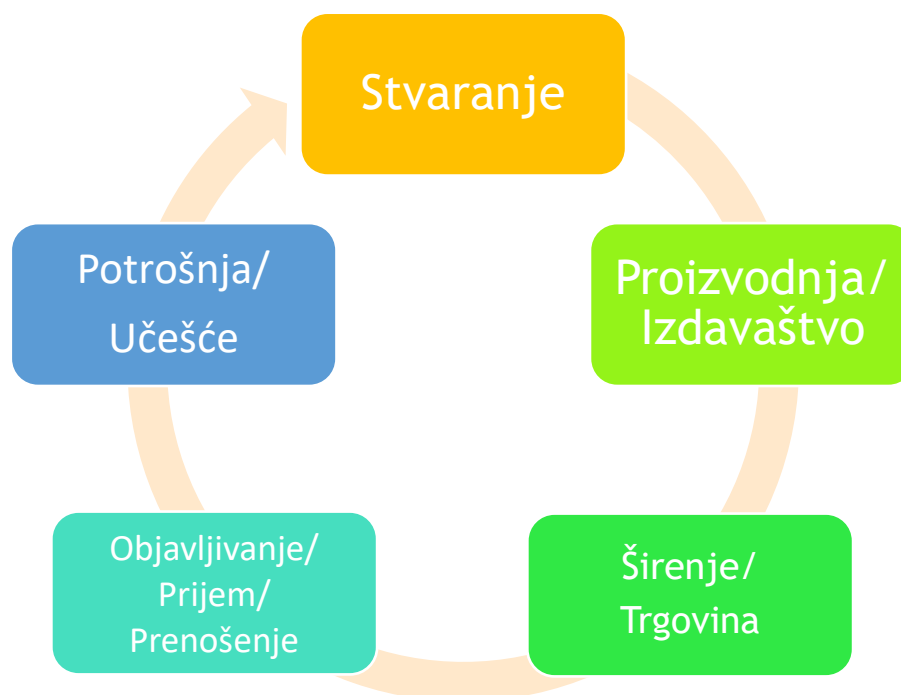 Stvaranje
Proizvodnja/
Izdavaštvo
Širenje/
Trgovina
Objavljivanje/
Prijem/
Prenošenje
Potrošnja/
Učešće